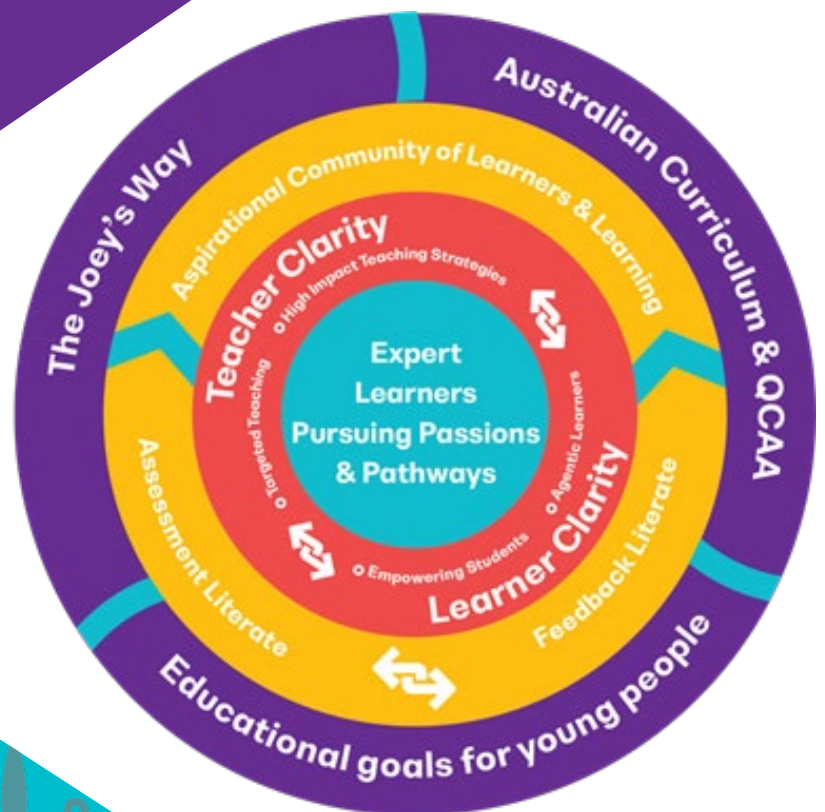 The Joey's Way
Australian Curriculum & QCAA
Educational goals for young people
Aspirational Community of Learners & Learning
Assessment Literate
Feedback Literate
Teacher Clarity
High Impact Teaching Strategies
Targeted Teaching
Learner Clarity
Agentic Learners
Empowering Students
Expert
Learners
Pursuing Passions
& Pathways